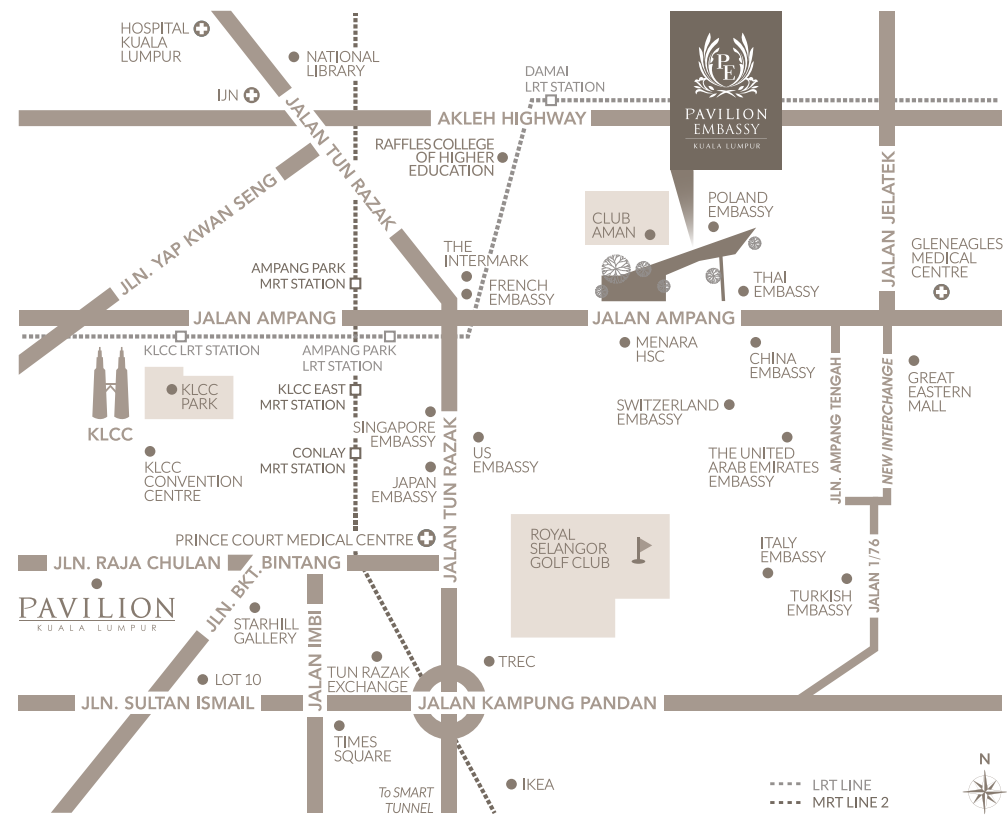 HOSPITAL
KUALA
LUMPUR
NATIONAL
LIBRARY
IJN
DAMAI
LRT STATION
PE
PAVILION
EMBASSY
KUALA LUMPUR
AKLEH HIGHWAY
JALAN TUN RAZAK
RAFFLES COLLEGE
OF HIGHER
EDUCATION
JLN. YAP KWAN SENG
JALAN JELATEK
CLUB
AMAN
POLAND
EMBASSY
GLENEAGLES
MEDICAL
CENTRE
THE
INTERMARK
AMPANG PARK
MRT STATION
FRENCH
EMBASSY
THAI
EMBASSY
JALAN AMPANG
JALAN AMPANG
KLCC LRT STATION
AMPANG PARK
LRT STATION
MENARA
HSC
CHINA
EMBASSY
JLN. AMPANG TENGAH
NEW INTERCHANGE
GREAT
EASTERN
MALL
KLCC
PARK
KLCC EAST
MRT STATION
KLCC
SWITZERLAND
EMBASSY
SINGAPORE
EMBASSY
JALAN TUN RAZAK
US
EMBASSY
KLCC
CONVENTION
CENTRE
CONLAY
MRT STATION
JAPAN
EMBASSY
THE UNITED
ARAB EMIRATES
EMBASSY
PRINCE COURT MEDICAL CENTRE
ROYAL
SELANGOR
GOLF CLUB
ITALY
EMBASSY
JALAN 1/76
JLN. RAJA CHULAN
JLN. BKT. BINTANG
TURKISH
EMBASSY
PAVILION
KUALA LUMPUR
STARHILL
GALLERY
JALAN IMBI
TUN RAZAK
EXCHANGE
TREC
LOT 10
JLN. SULTAN ISMAIL
JALAN KAMPUNG PANDAN
TIMES
SQUARE
To SMART
TUNNEL
IKEA
N
LRT LINE
MRT LINE 2